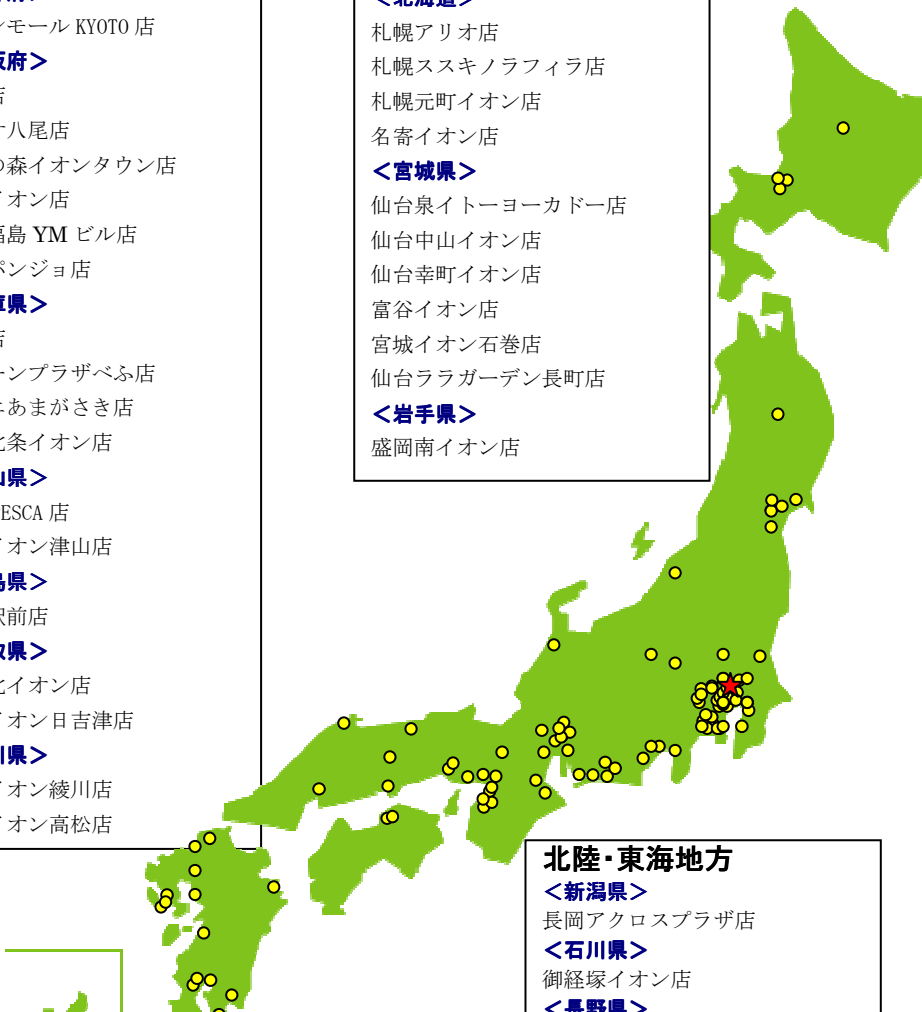 ンモール KYOTO 店
府＞
店
八尾店
の森イオンタウン店
イオン店
島 YM ビル店
パンジョ店
県＞
店
ーンプラザべふ店
あまがさき店
北条イオン店
山県＞
ESCA 店
イオン津山店
島県＞
駅前店
県＞
北イオン店
イオン日吉津店
川県＞
イオン綾川店
イオン高松店
＜北海道＞
札幌アリオ店
札幌ススキノラフィラ店
札幌元町イオン店
名寄イオン店
＜宮城県＞
仙台泉イトーヨーカドー店
仙台中山イオン店
仙台幸町イオン店
富谷イオン店
宮城イオン石巻店
仙台ララガーデン長町店
＜岩手県＞
盛岡南イオン店
北陸・東海地方
＜新潟県＞
長岡アクロスプラザ店
＜石川県＞
御経塚イオン店
＜長野県＞